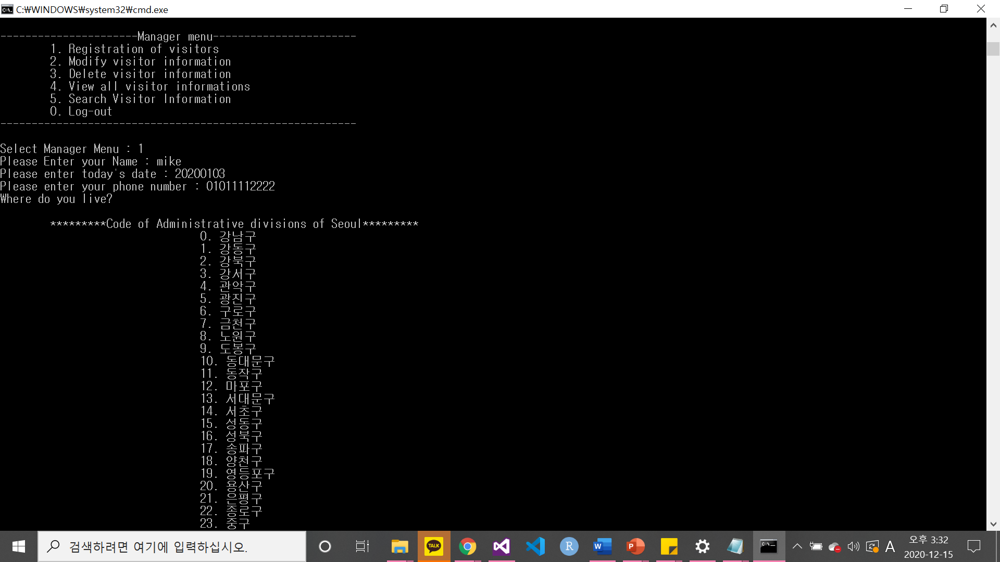 C:₩WINDOWS₩system32₩cmd.exe
----------------------Manager menu-----------------------
1. Registration of visitors
2. Modify visitor information
3. Delete visitor information
4. View all visitor informations
5. Search Visitor Information
0. Log-out
---------------------------------------------------------
Select Manager Menu : 1
Please Enter your Name : mike
Please enter today's date : 20200103
Please enter your phone number : 01011112222
Where do you live?
*********Code of Administrative divisions of Seoul*********
0. 강남구
1. 강동구
2. 강북구
3. 강서구
4. 관악구
5. 광진구
6. 구로구
7. 금천구
8. 노원구
9. 도봉구
10. 동대문구
11. 동작구
12. 마포구
13. 서대문구
14. 서초구
15. 성동구
16. 성북구
17. 송파구
18. 양천구
19. 영등포구
20. 용산구
21. 은평구
22. 종로구
23. 중구
검색하려면 여기에 입력하십시오.
TALK
R
W
P
A
오후 3:32
2020-12-15